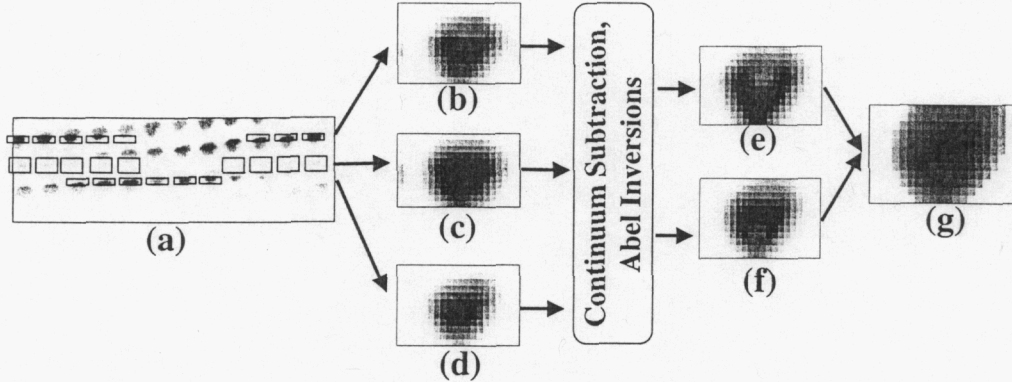 (a)
(b)
(c)
(d)
Continuum Subtraction,
Abel Inversions
(e)
(f)
(g)